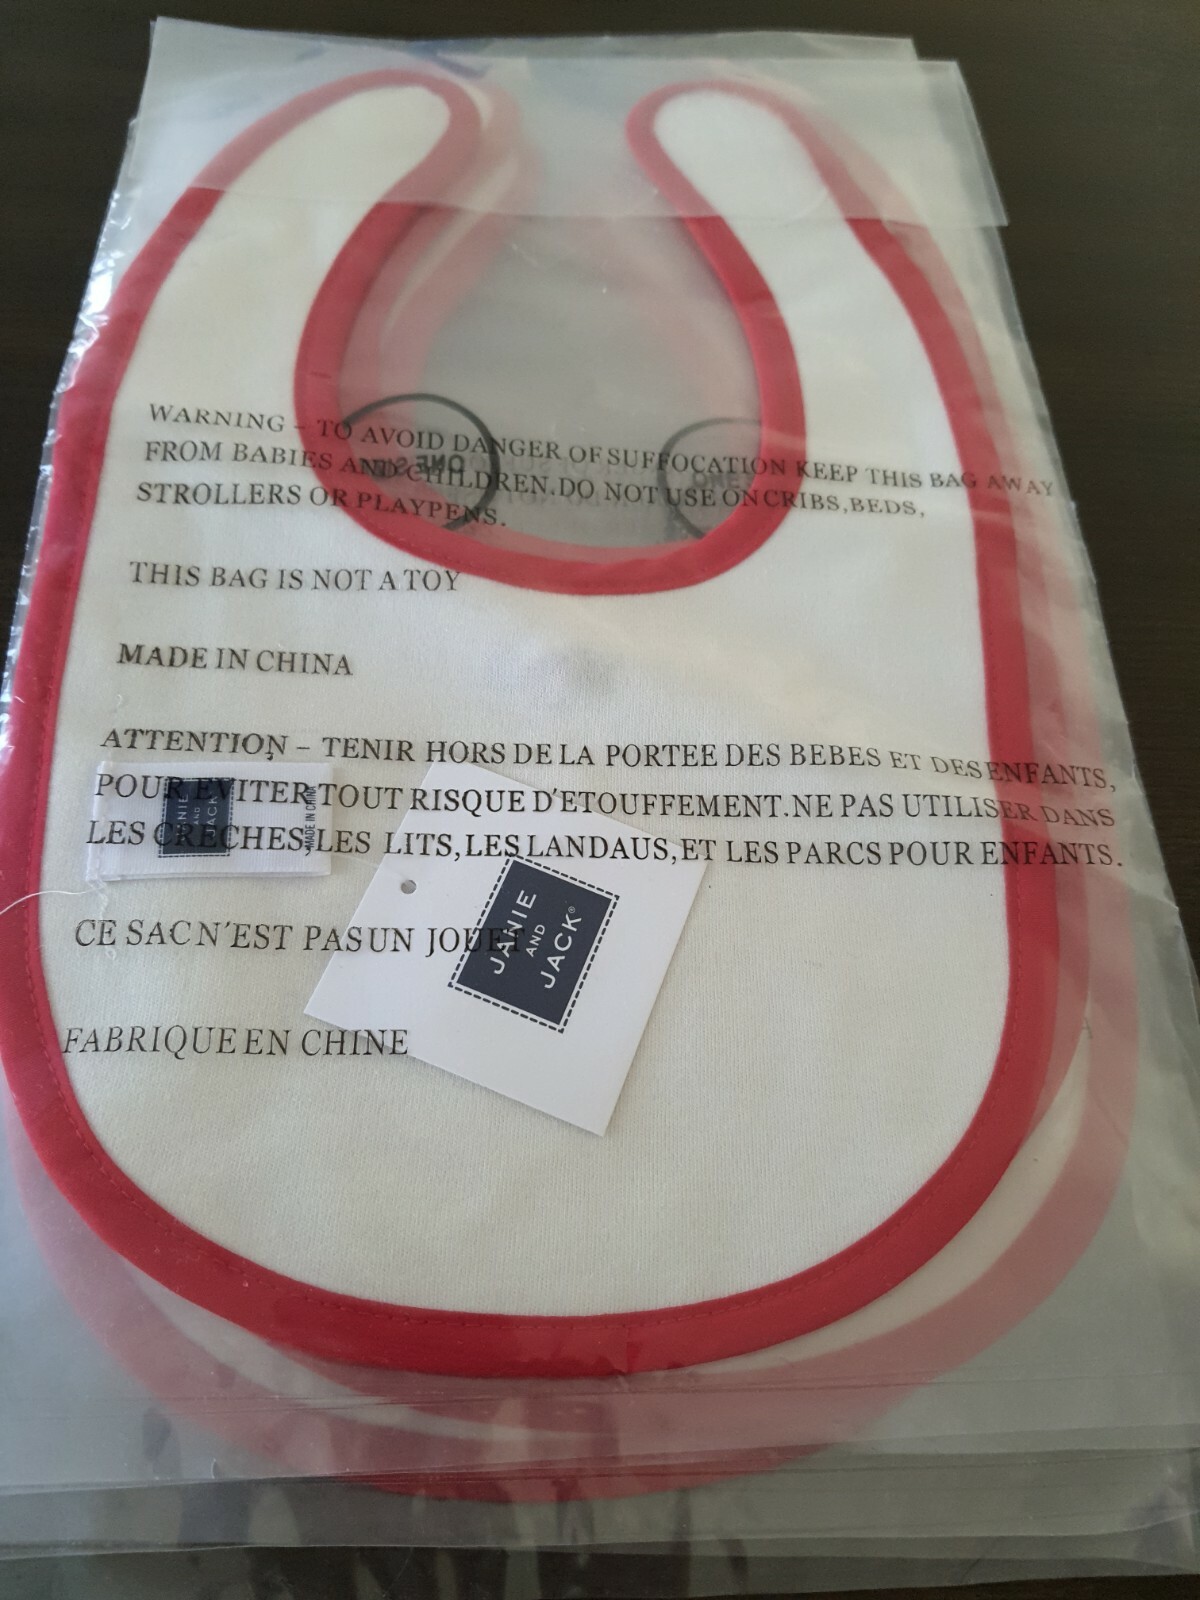 WARNING - TO AVOID DANGER OF SUFFOCATION KEEP THIS BAG AWAY
FROM BABIES AND CHILDREN.DO NOT USE ON CRIBS,BEDS,
STROLLERS OR PLAYPENS.
ONE SI
ONE
THIS BAG IS NOT A TOY
MADE IN CHINA
ATTENTION - TENIR HORS DE LA PORTEE DES BEBES ET DES ENFANTS,
POUR EVITER TOUT RISQUE D'ETOUFFEMENT.NE PAS UTILISER DANS
LES CRECHES,LES LITS,LES LANDAUS,ET LES PARCS POUR ENFANTS.
JANIE
AND
JACK
MADE IN CHINA
JANIE
AND
JACK®
CE SAC N'EST PAS UN JOUET
FABRIQUE EN CHINE